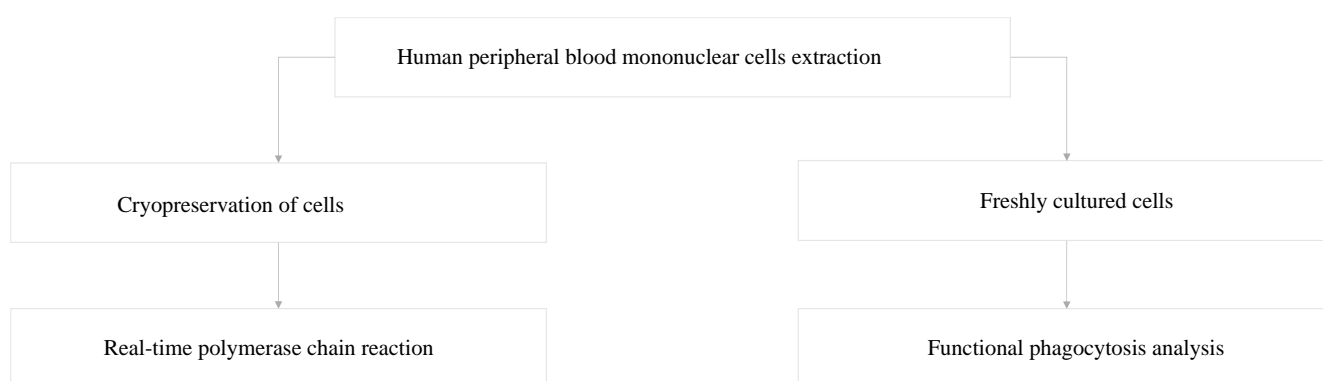 Human peripheral blood mononuclear cells extraction
Cryopreservation of cells
Freshly cultured cells
Real-time polymerase chain reaction
Functional phagocytosis analysis